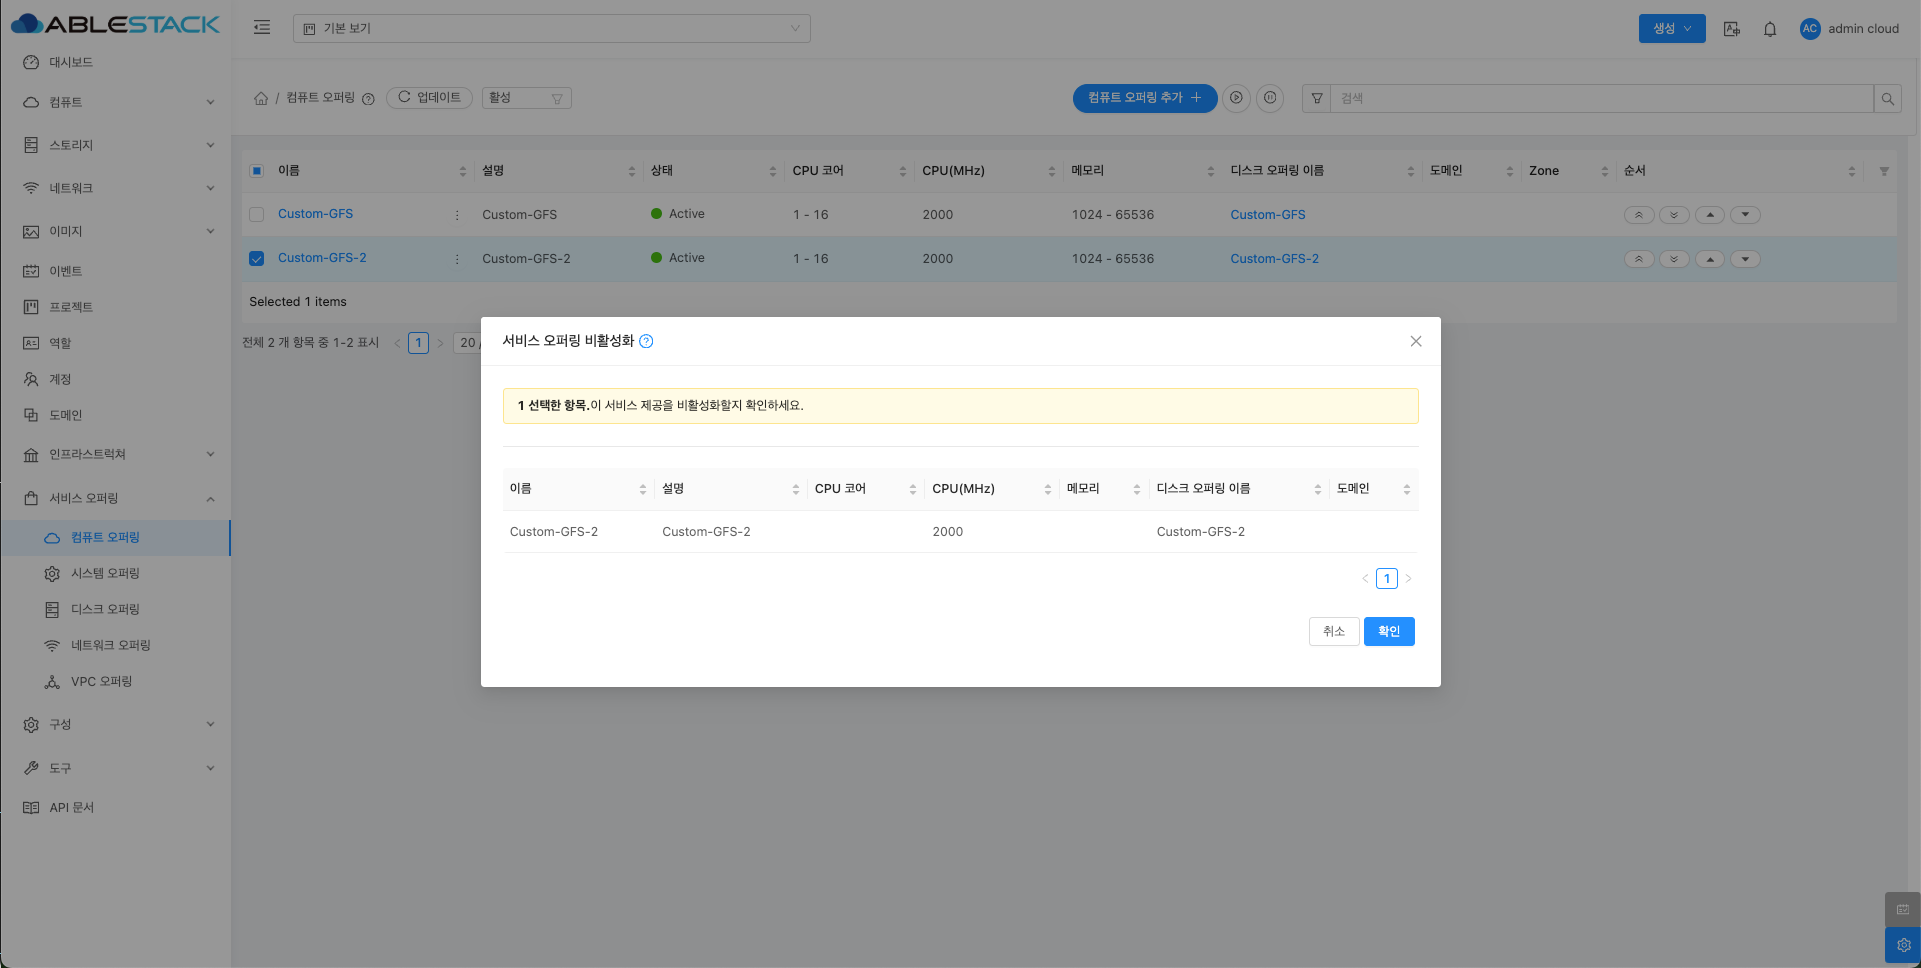 ABLESTACK
기본 보기
생성
AC admin cloud
대시보드
컴퓨트
스토리지
네트워크
이미지
이벤트
프로젝트
역할
계정
도메인
인프라스트럭쳐
서비스 오퍼링
컴퓨트 오퍼링
시스템 오퍼링
디스크 오퍼링
네트워크 오퍼링
VPC 오퍼링
구성
도구
API 문서
/ 컴퓨트 오퍼링 업데이트 활성
컴퓨트 오퍼링 추가 +
검색
이름 설명 상태 CPU 코어 CPU(MHz) 메모리 디스크 오퍼링 이름 도메인 Zone 순서
Custom-GFS Custom-GFS Active 1 - 16 2000 1024 - 65536 Custom-GFS
Custom-GFS-2 Custom-GFS-2 Active 1 - 16 2000 1024 - 65536 Custom-GFS-2
Selected 1 items
전체 2 개 항목 중 1-2 표시 < 1 > 20 /
서비스 오퍼링 비활성화
1 선택한 항목.이 서비스 제공을 비활성화할지 확인하세요.
이름 설명 CPU 코어 CPU(MHz) 메모리 디스크 오퍼링 이름 도메인
Custom-GFS-2 Custom-GFS-2 2000 Custom-GFS-2
< 1 >
취소 확인